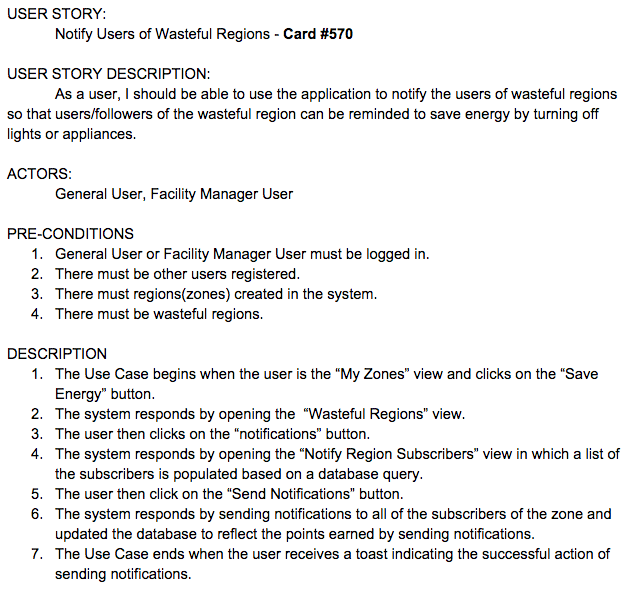 USER STORY:
Notify Users of Wasteful Regions - Card #570
USER STORY DESCRIPTION:
As a user, I should be able to use the application to notify the users of wasteful regions
so that users/followers of the wasteful region can be reminded to save energy by turning off
lights or appliances.
ACTORS:
General User, Facility Manager User
PRE-CONDITIONS
1. General User or Facility Manager User must be logged in.
2. There must be other users registered.
3. There must regions(zones) created in the system.
4. There must be wasteful regions.
DESCRIPTION
1. The Use Case begins when the user is the “My Zones” view and clicks on the “Save
Energy” button.
2. The system responds by opening the “Wasteful Regions” view.
3. The user then clicks on the “notifications” button.
4. The system responds by opening the “Notify Region Subscribers” view in which a list of
the subscribers is populated based on a database query.
5. The user then click on the “Send Notifications” button.
6. The system responds by sending notifications to all of the subscribers of the zone and
updated the database to reflect the points earned by sending notifications.
7. The Use Case ends when the user receives a toast indicating the successful action of
sending notifications.